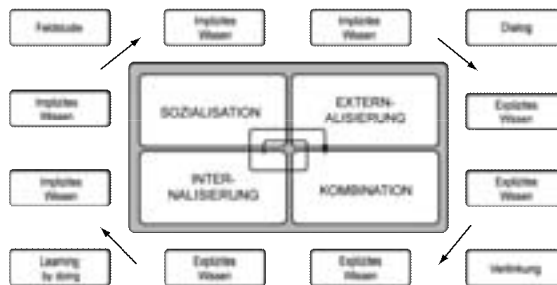 Feldstudie
Implizites
Wissen
Implizites
Wissen
Dialog
Implizites
Wissen
SOZIALISATION
EXTERN-
ALISIERUNG
Explizites
Wissen
Implizites
Wissen
INTER-
NALISIERUNG
KOMBINATION
Explizites
Wissen
Learning
by doing
Explizites
Wissen
Explizites
Wissen
Verlinkung